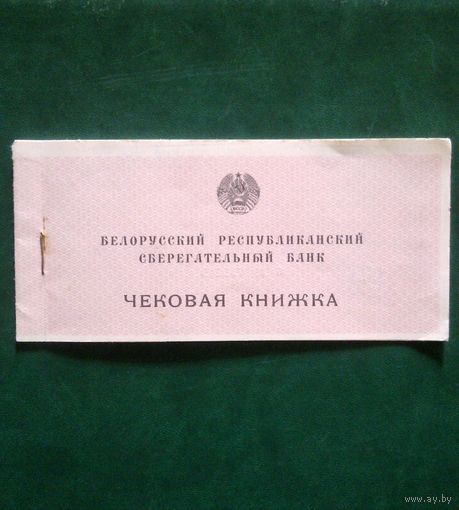 БЕЛОРУССКИЙ РЕСПУБЛИКАНСКИЙ
СБЕРЕГАТЕЛЬНЫЙ БАНК
ЧЕКОВАЯ КНИЖКА
www.ay.by